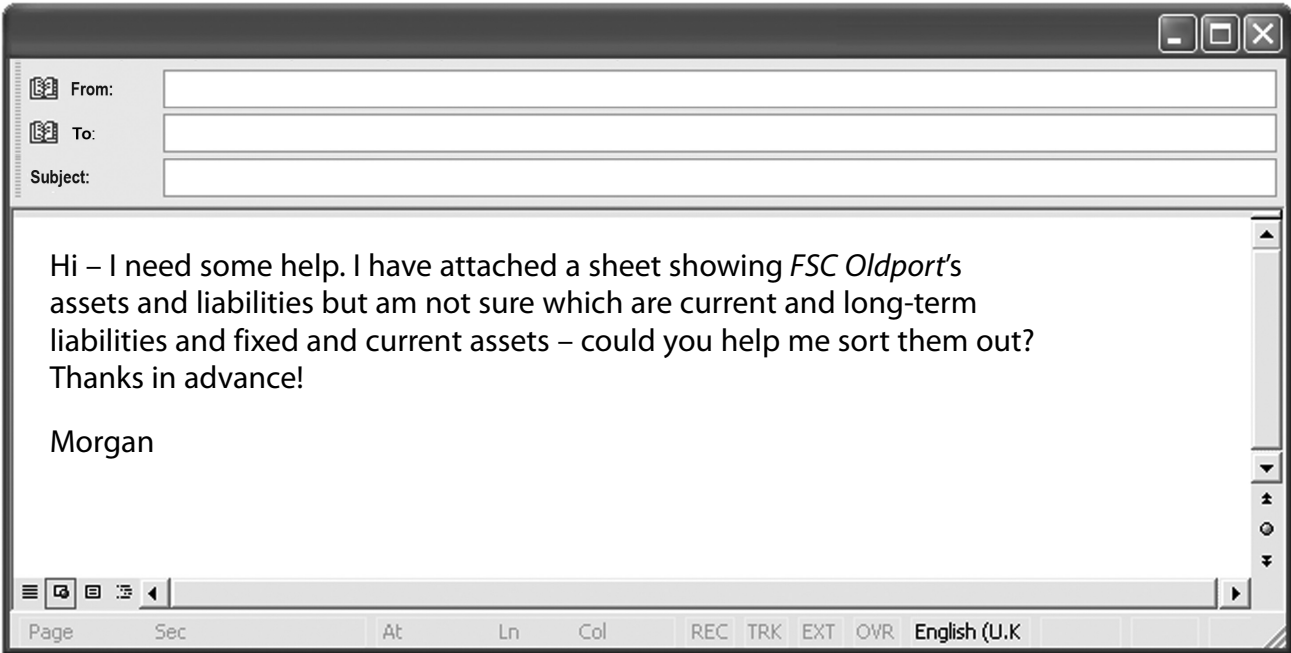 From:
To:
Subject:
Hi – I need some help. I have attached a sheet showing FSC Oldport's
assets and liabilities but am not sure which are current and long-term
liabilities and fixed and current assets – could you help me sort them out?
Thanks in advance!
Morgan
Page Sec At Ln Col REC TRK EXT OVR English (U.K